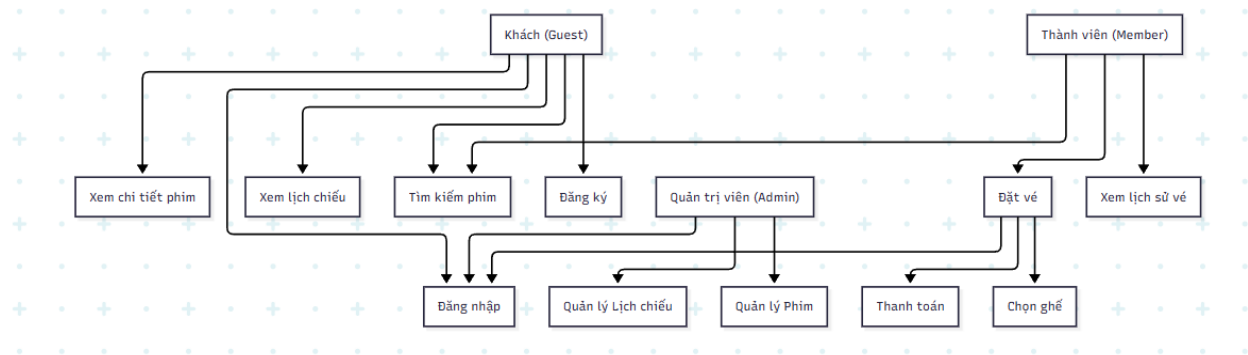 Khách (Guest)
Thành viên (Member)
Xem chi tiết phim
Xem lịch chiếu
Tìm kiếm phim
Đăng ký
Quản trị viên (Admin)
Đặt vé
Xem lịch sử vé
Đăng nhập
Quản lý Lịch chiếu
Quản lý Phim
Thanh toán
Chọn ghế